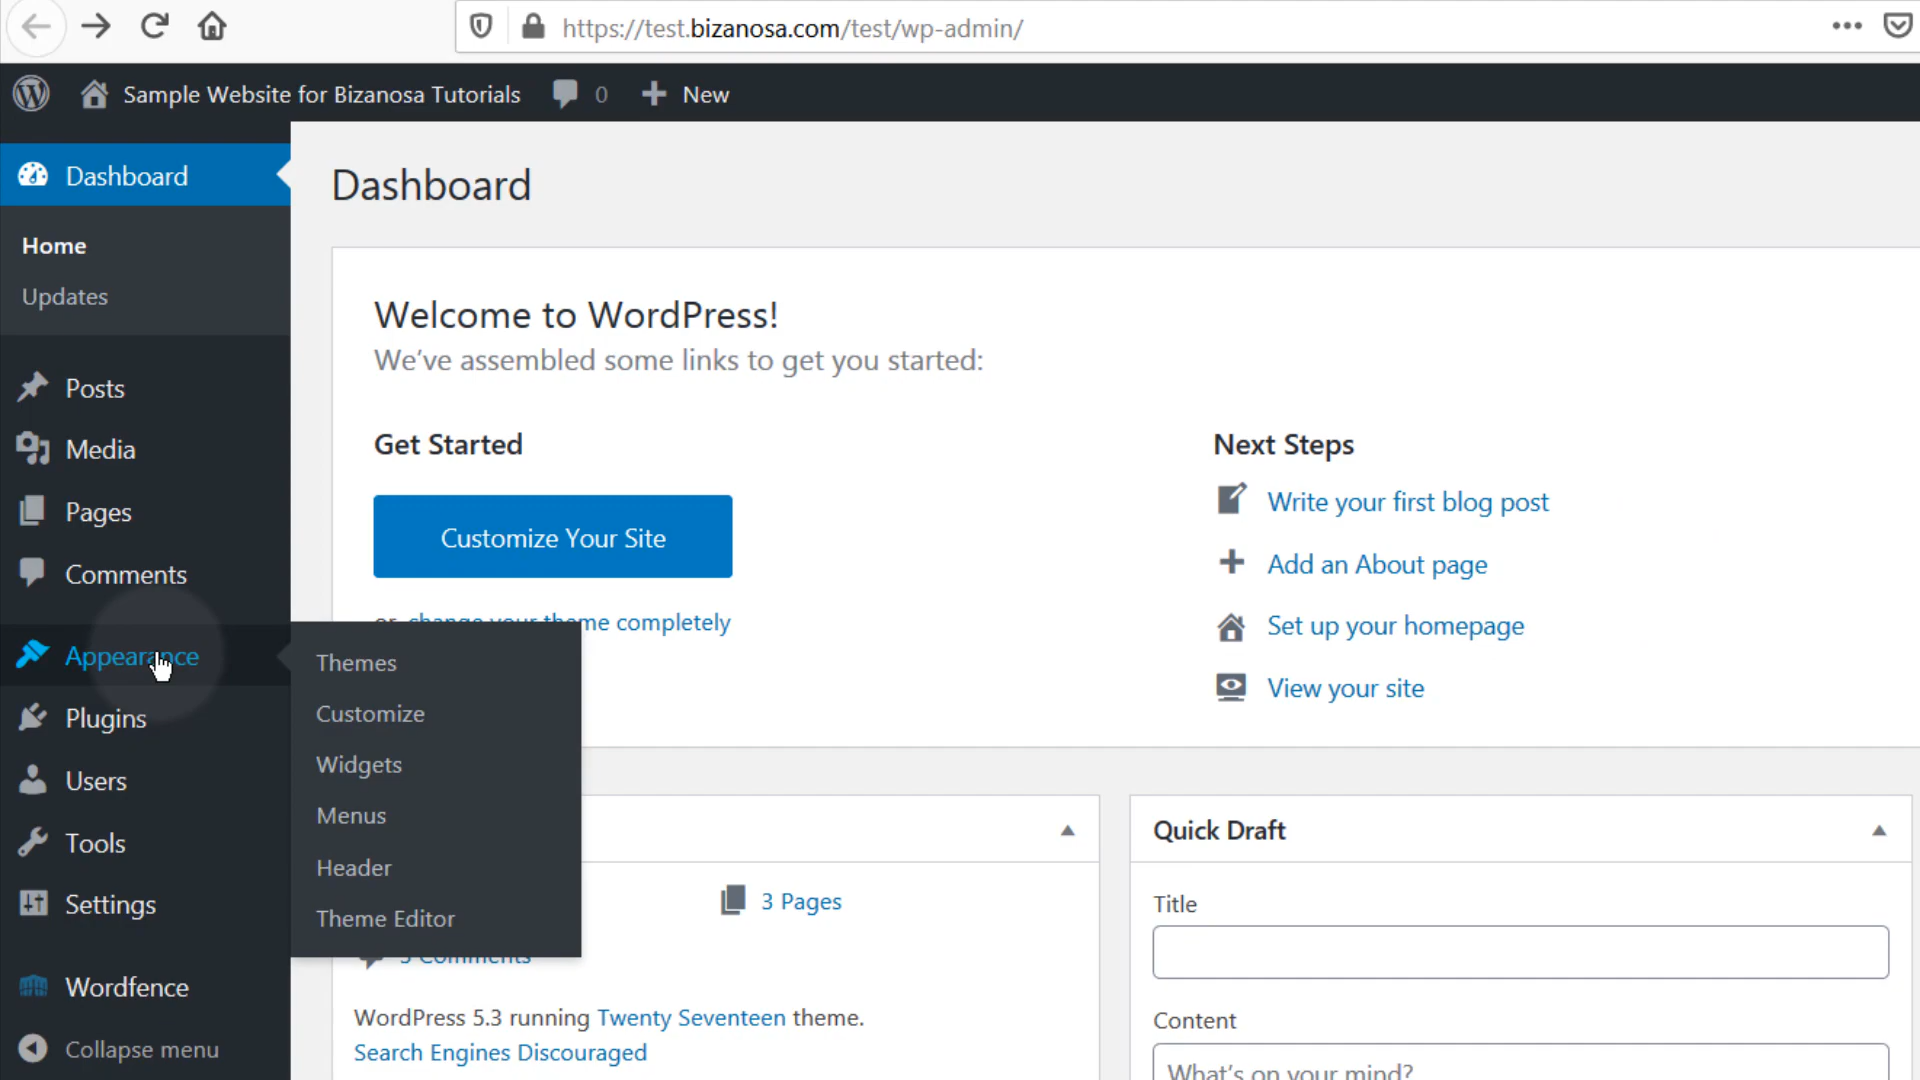 https://test.bizanosa.com/test/wp-admin/
Sample Website for Bizanosa Tutorials 0 New
Dashboard
Home
Updates
Posts
Media
Pages
Comments
Appearance
Plugins
Users
Tools
Settings
Wordfence
Collapse menu
Themes
Customize
Widgets
Menus
Header
Theme Editor
Dashboard
Welcome to WordPress!
We've assembled some links to get you started:
Get Started
Customize Your Site
or change your theme completely
Next Steps
Write your first blog post
Add an About page
Set up your homepage
View your site
3 Pages
Comments
WordPress 5.3 running Twenty Seventeen theme.
Search Engines Discouraged
Quick Draft
Title
Content
What's on your mind?